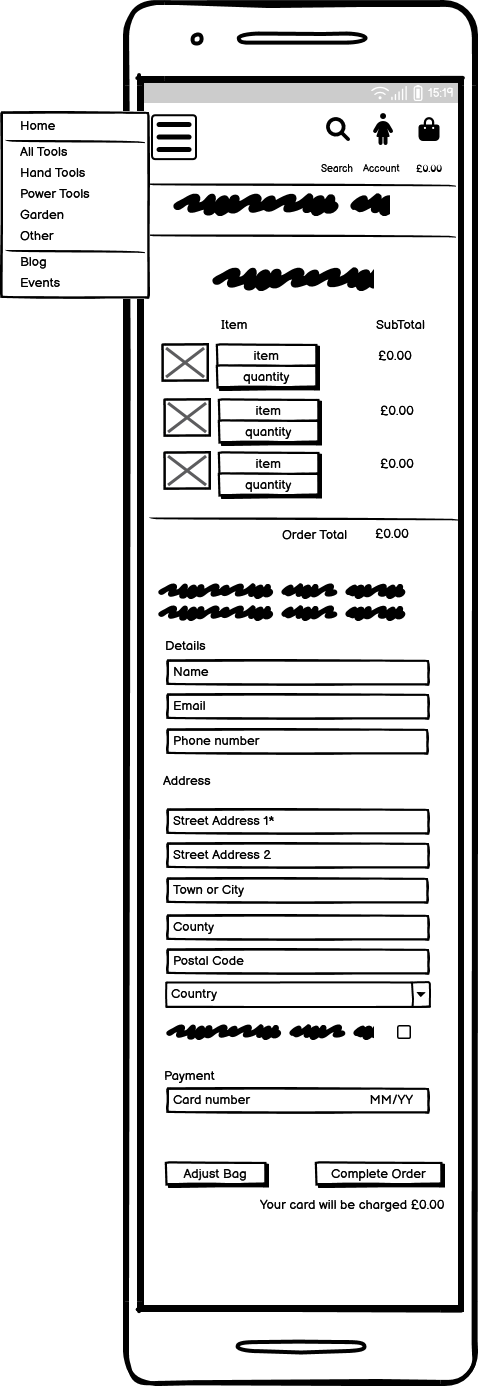 15:19
Home
All Tools
Hand Tools
Power Tools
Garden
Other
Blog
Events
Search Account £0.00
Item SubTotal
item £0.00
quantity
item £0.00
quantity
item £0.00
quantity
Order Total £0.00
Details
Name
Email
Phone number
Address
Street Address 1*
Street Address 2
Town or City
County
Postal Code
Country
Payment
Card number MM/YY
Adjust Bag Complete Order
Your card will be charged £0.00